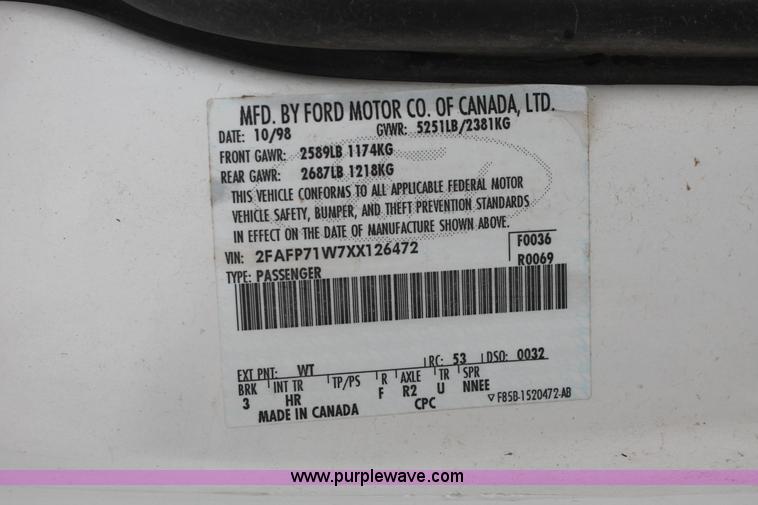 MFD. BY FORD MOTOR CO. OF CANADA, LTD.
DATE: 10/98 GVWR: 5251LB/2381KG
FRONT GAWR: 2589LB 1174KG
REAR GAWR: 2687LB 1218KG
THIS VEHICLE CONFORMS TO ALL APPLICABLE FEDERAL MOTOR
VEHICLE SAFETY, BUMPER, AND THEFT PREVENTION STANDARDS
IN EFFECT ON THE DATE OF MANUFACTURE SHOWN ABOVE.
VIN: 2FAFP71W7XX126472 F0036
TYPE: PASSENGER R0069
EXT PNT: WT RC: 53 DSO: 0032
BRK INT TR TP/PS R AXLE TR SPR
3 HR F R2 U NNEE
MADE IN CANADA CPC ▽ F85B-1520472-AB
www.purplewave.com